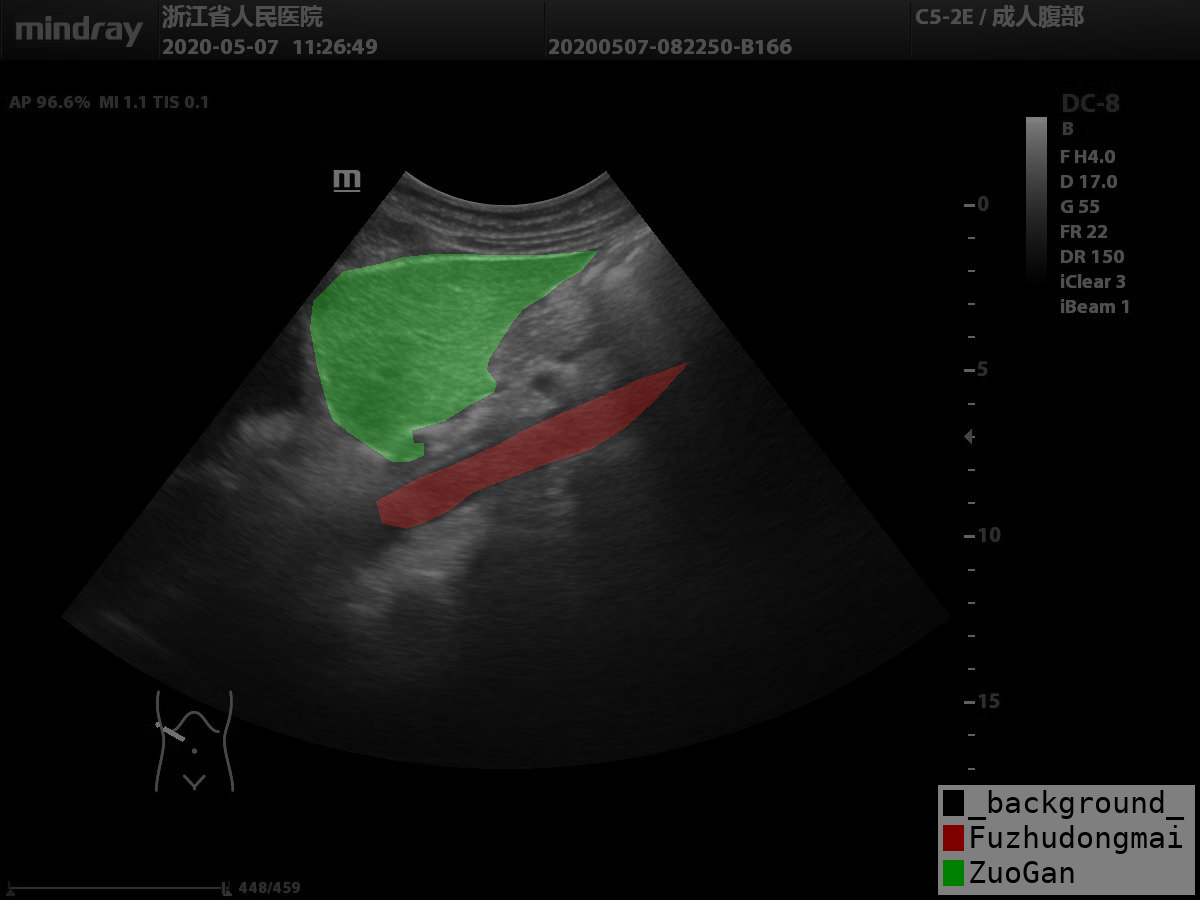 mindray
浙江省人民医院
2020-05-07 11:26:49
20200507-082250-B166
C5-2E / 成人腹部
AP 96.6% MI 1.1 TIS 0.1
m
DC-8
B
F H4.0
D 17.0
G 55
FR 22
DR 150
iClear 3
iBeam 1
0
5
10
15
_background_
Fuzhudongmai
ZuoGan
448/459